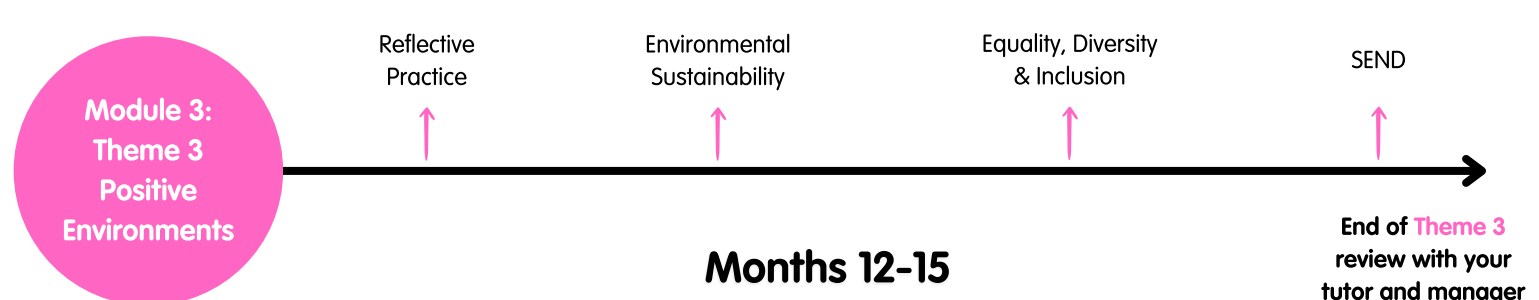 Module 3:
Theme 3
Positive
Environments
Reflective
Practice
Environmental
Sustainability
Equality, Diversity
& Inclusion
SEND
Months 12-15
End of Theme 3
review with your
tutor and manager